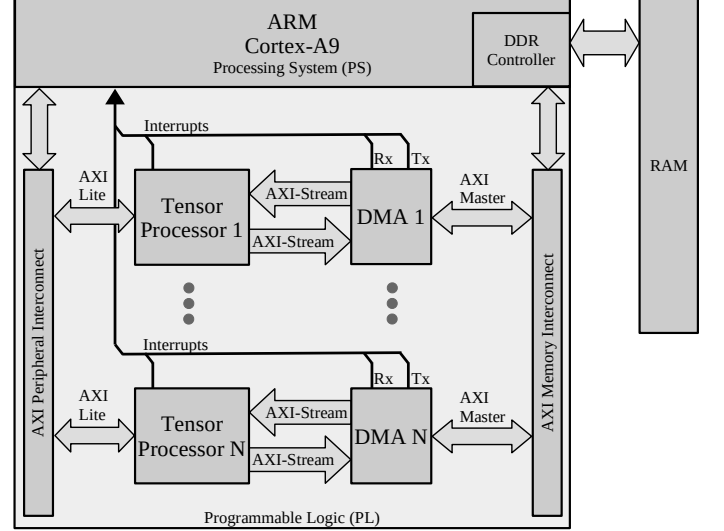 ARM
Cortex-A9
Processing System (PS)
DDR
Controller
RAM
Interrupts
Rx
Tx
AXI
Lite
Tensor
Processor 1
AXI-Stream
AXI-Stream
DMA 1
AXI
Master
AXI Peripheral Interconnect
AXI Memory Interconnect
Interrupts
Rx
Tx
AXI
Lite
Tensor
Processor N
AXI-Stream
AXI-Stream
DMA N
AXI
Master
Programmable Logic (PL)